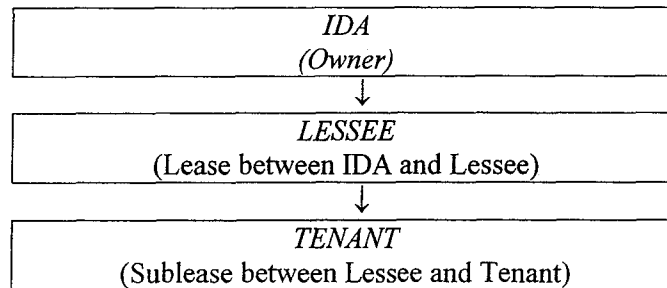 IDA
(Owner)
LESSEE
(Lease between IDA and Lessee)
TENANT
(Sublease between Lessee and Tenant)